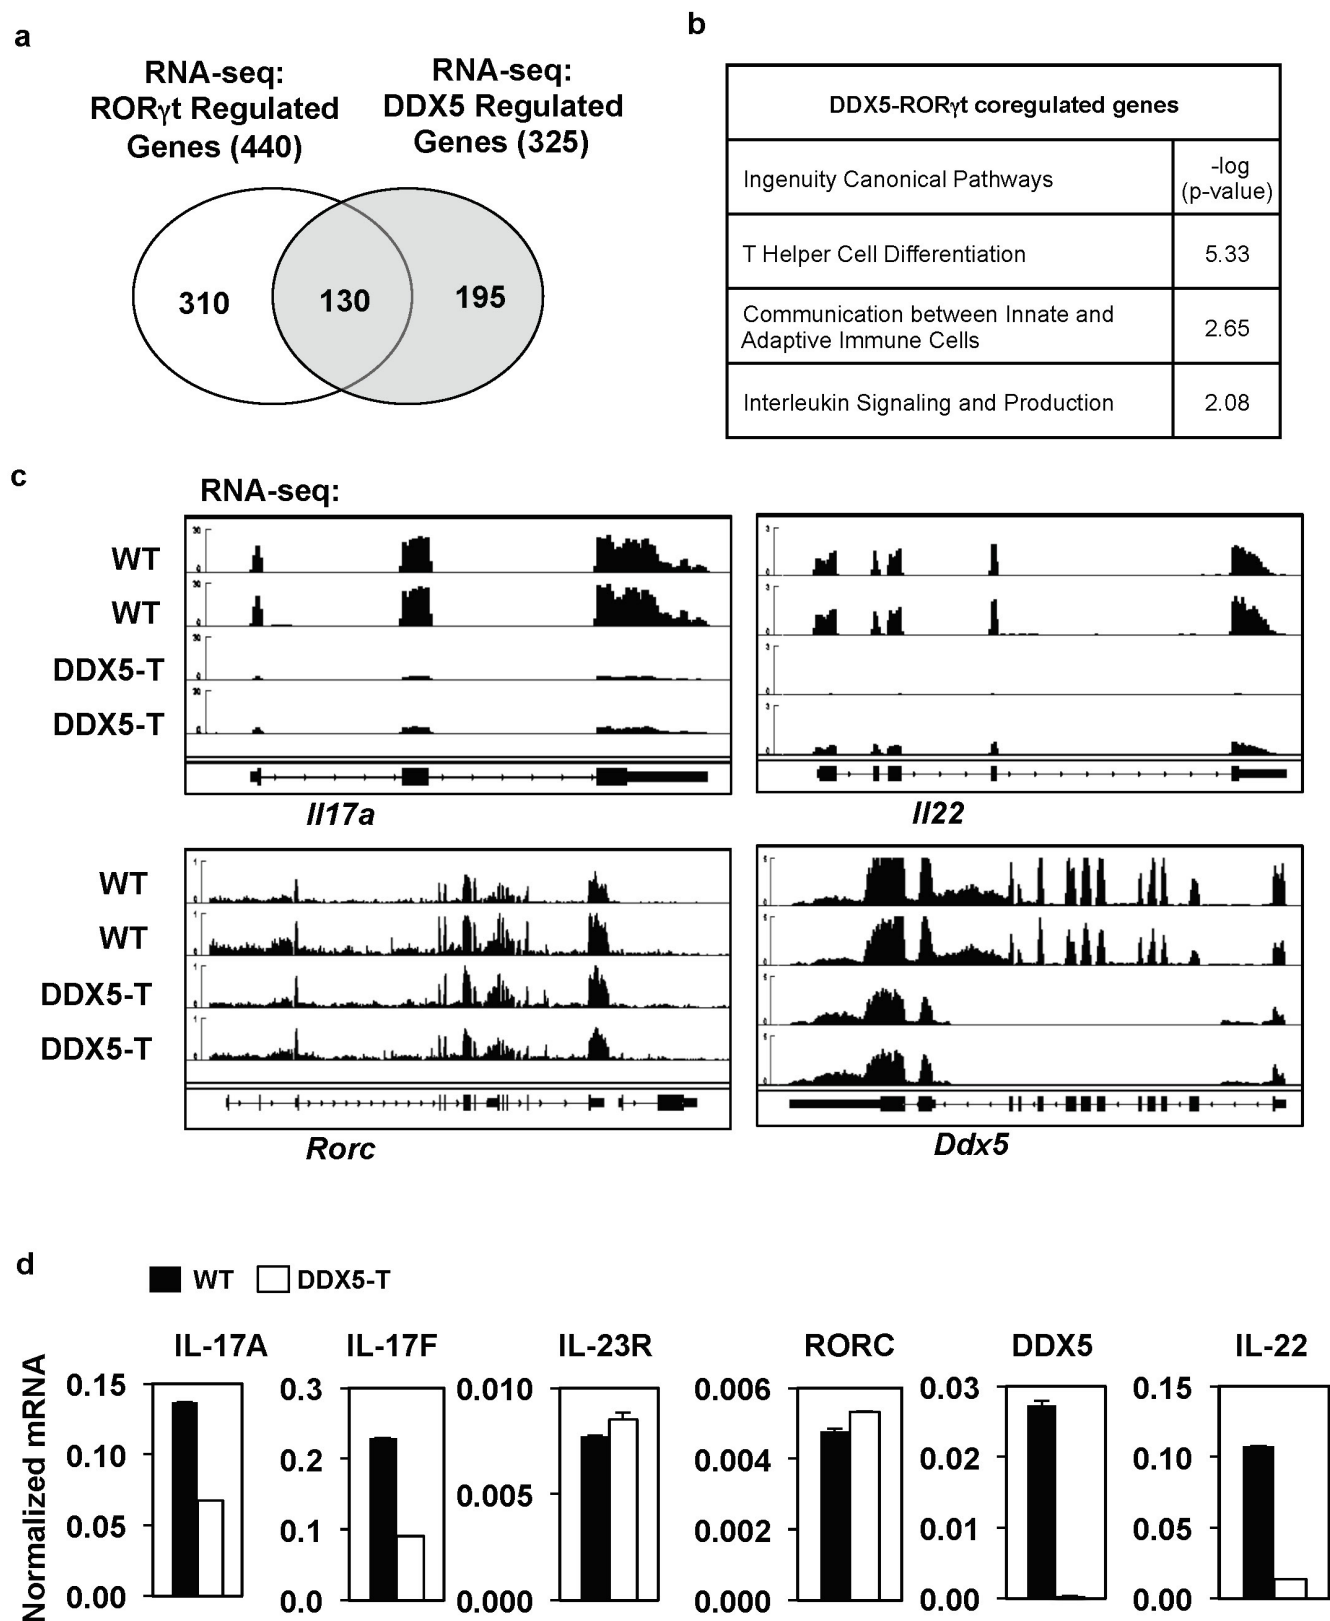 a
RNA-seq:
RORγt Regulated
Genes (440)
RNA-seq:
DDX5 Regulated
Genes (325)
310
130
195
b
DDX5-RORγt coregulated genes
Ingenuity Canonical Pathways
-log
(p-value)
T Helper Cell Differentiation
5.33
Communication between Innate and
Adaptive Immune Cells
2.65
Interleukin Signaling and Production
2.08
c
RNA-seq:
WT
WT
DDX5-T
DDX5-T
Il17a
Il22
WT
WT
DDX5-T
DDX5-T
Rorc
Ddx5
d
WT
DDX5-T
Normalized mRNA
IL-17A
0.15
0.10
0.05
0.00
IL-17F
0.3
0.2
0.1
0.0
IL-23R
0.010
0.005
0.000
RORC
0.006
0.004
0.002
0.000
DDX5
0.03
0.02
0.01
0.00
IL-22
0.15
0.10
0.05
0.00